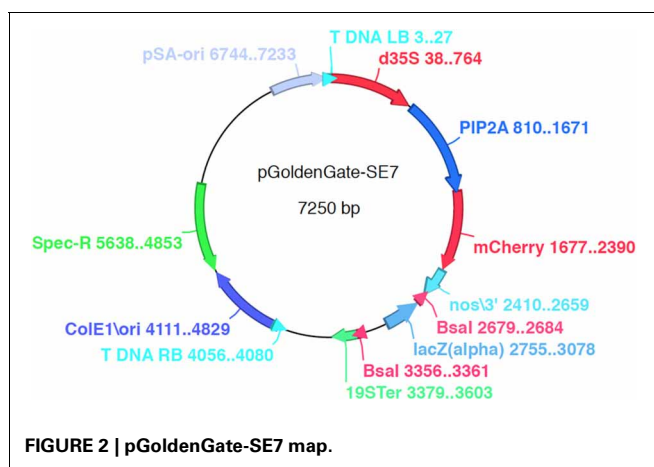 T DNA LB 3..27
pSA-ori 6744..7233
d35S 38..764
PIP2A 810..1671
pGoldenGate-SE7
7250 bp
Spec-R 5638..4853
mCherry 1677..2390
nos\3' 2410..2659
BsaI 2679..2684
ColE1\ori 4111..4829
lacZ(alpha) 2755..3078
T DNA RB 4056..4080
BsaI 3356..3361
19STer 3379..3603
FIGURE 2 | pGoldenGate-SE7 map.